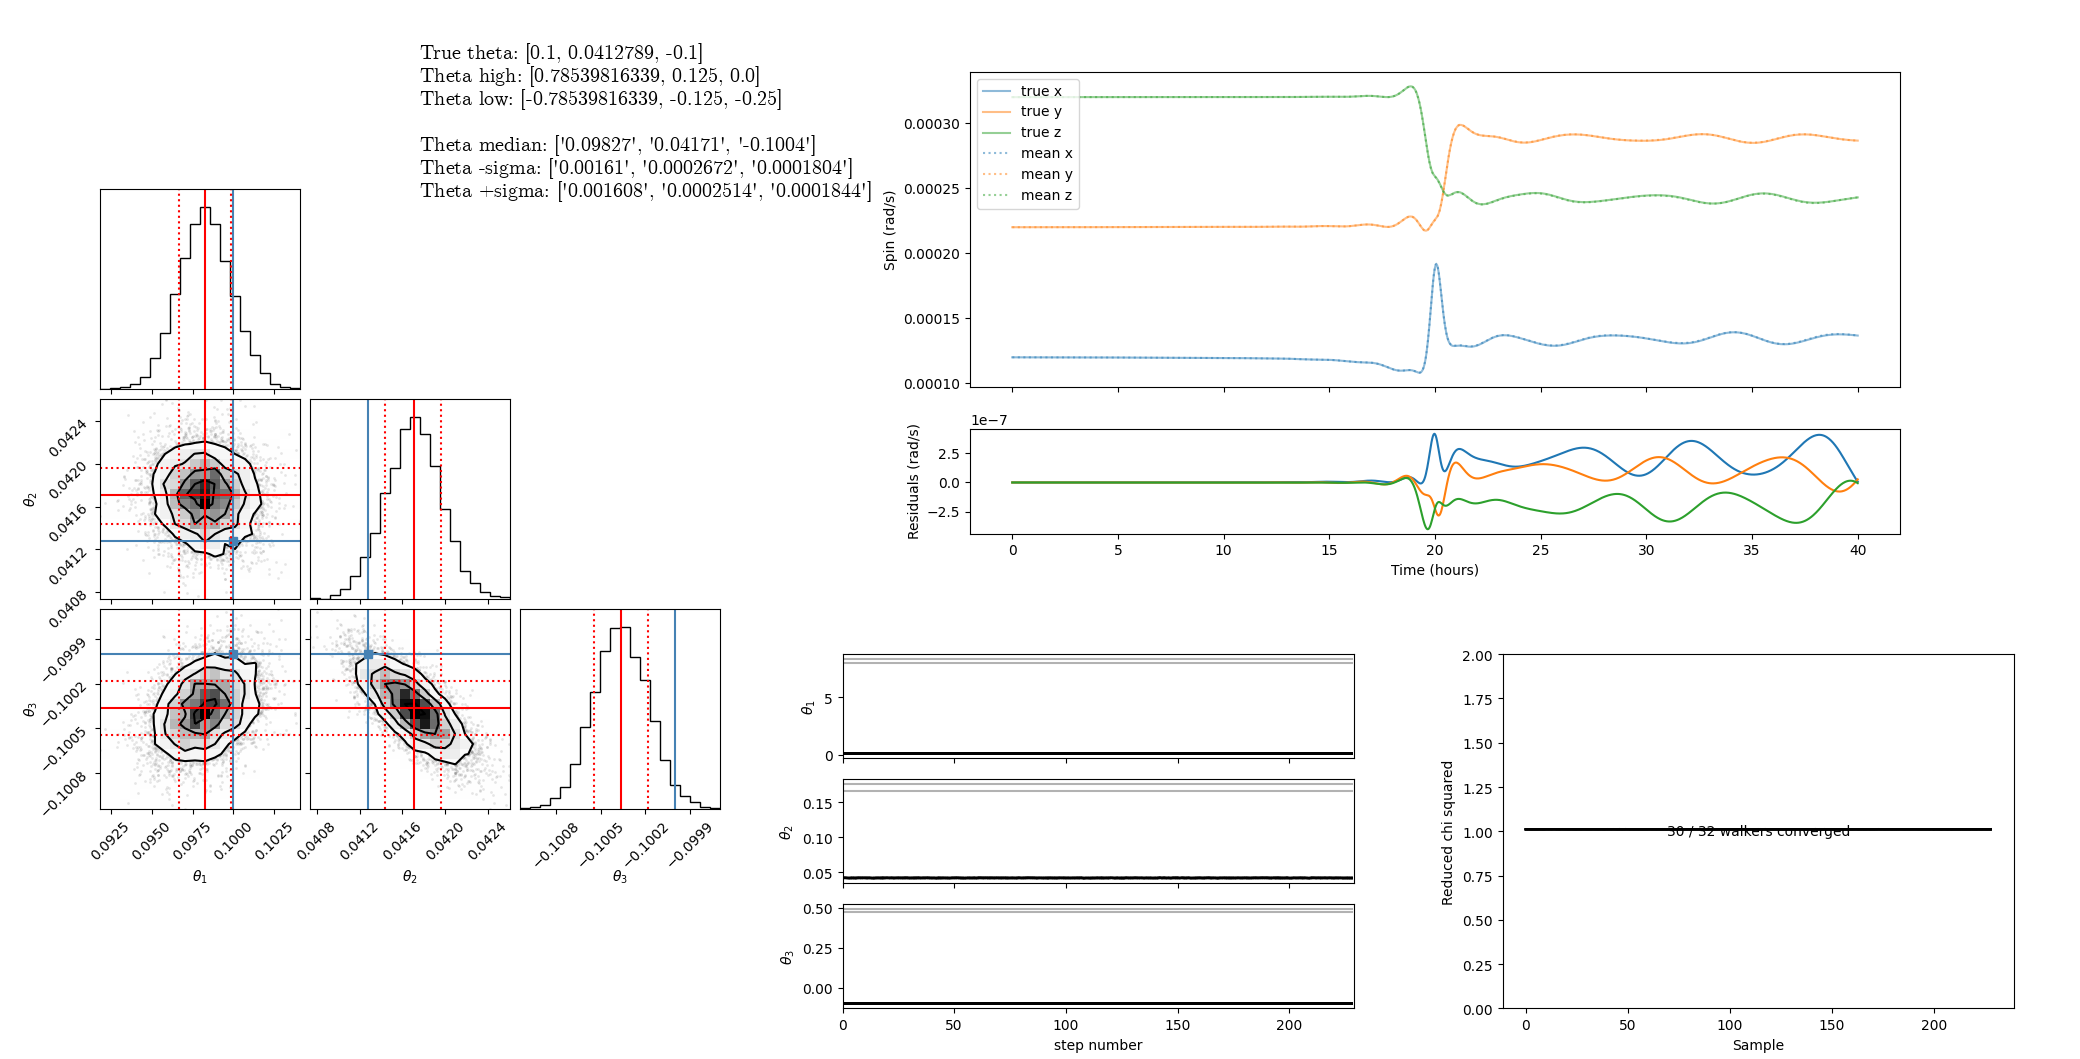 True theta: [0.1, 0.0412789, -0.1]
Theta high: [0.78539816339, 0.125, 0.0]
Theta low: [-0.78539816339, -0.125, -0.25]
Theta median: ['0.09827', '0.04171', '-0.1004']
Theta -sigma: ['0.00161', '0.0002672', '0.0001804']
Theta +sigma: ['0.001608', '0.0002514', '0.0001844']
θ2
0.0424
0.0420
0.0416
0.0412
0.0408
θ3
−0.0999
−0.1002
−0.1005
−0.1008
0.0925 0.0950 0.0975 0.1000 0.1025
θ1
0.0408 0.0412 0.0416 0.0420 0.0424
θ2
−0.1008 −0.1005 −0.1002 −0.0999
θ3
true x
true y
true z
mean x
mean y
mean z
Spin (rad/s)
0.00030
0.00025
0.00020
0.00015
0.00010
1e−7
Residuals (rad/s)
2.5
0.0
−2.5
0 5 10 15 20 25 30 35 40
Time (hours)
θ1
5
0
θ2
0.15
0.10
0.05
θ3
0.50
0.25
0.00
0 50 100 150 200
step number
Reduced chi squared
2.00
1.75
1.50
1.25
1.00
0.75
0.50
0.25
0.00
30 / 32 walkers converged
0 50 100 150 200
Sample